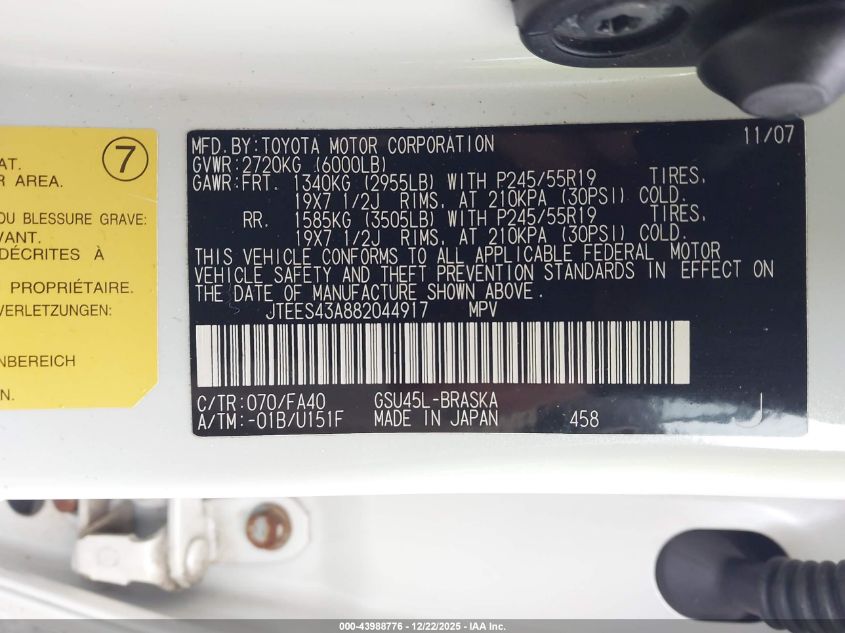 7
AT.
R AREA.
OU BLESSURE GRAVE:
VANT.
DÉCRITES À
PROPRIÉTAIRE.
VERLETZUNG:
NBEREICH
N.
MFD.BY:TOYOTA MOTOR CORPORATION 11/07
GVWR:2720KG (6000LB)
GAWR:FRT. 1340KG (2955LB) WITH P245/55R19 TIRES,
19X7 1/2J RIMS, AT 210KPA (30PSI) COLD.
RR. 1585KG (3505LB) WITH P245/55R19 TIRES,
19X7 1/2J RIMS, AT 210KPA (30PSI) COLD.
THIS VEHICLE CONFORMS TO ALL APPLICABLE FEDERAL MOTOR
VEHICLE SAFETY AND THEFT PREVENTION STANDARDS IN EFFECT ON
THE DATE OF MANUFACTURE SHOWN ABOVE.
JTEES43A882044917 MPV
C/TR:070/FA40 GSU45L-BRASKA
A/TM:-01B/U151F MADE IN JAPAN 458 J
000-43988776 - 12/22/2025 - IAA Inc.